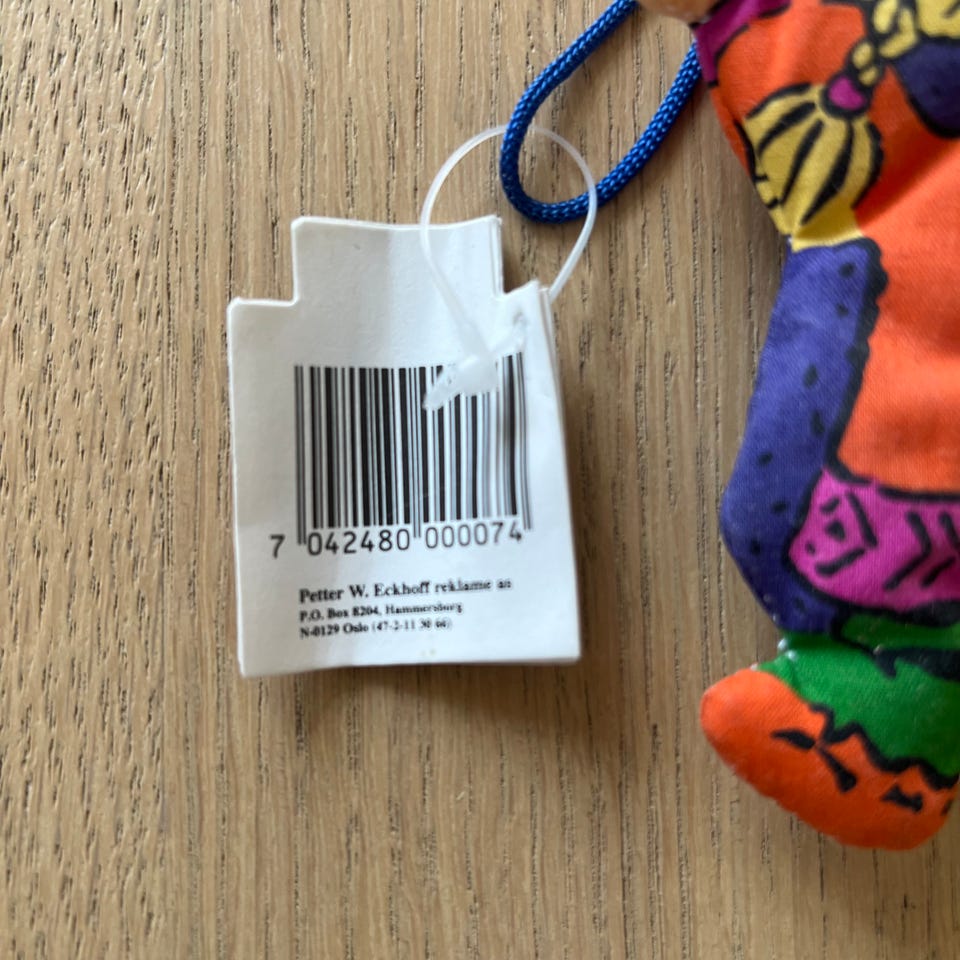 7 042480 000074
Petter W. Eckhoff reklame as
P.O. Box 8204, Hammersborg
N-0129 Oslo (47-2-11 30 66)